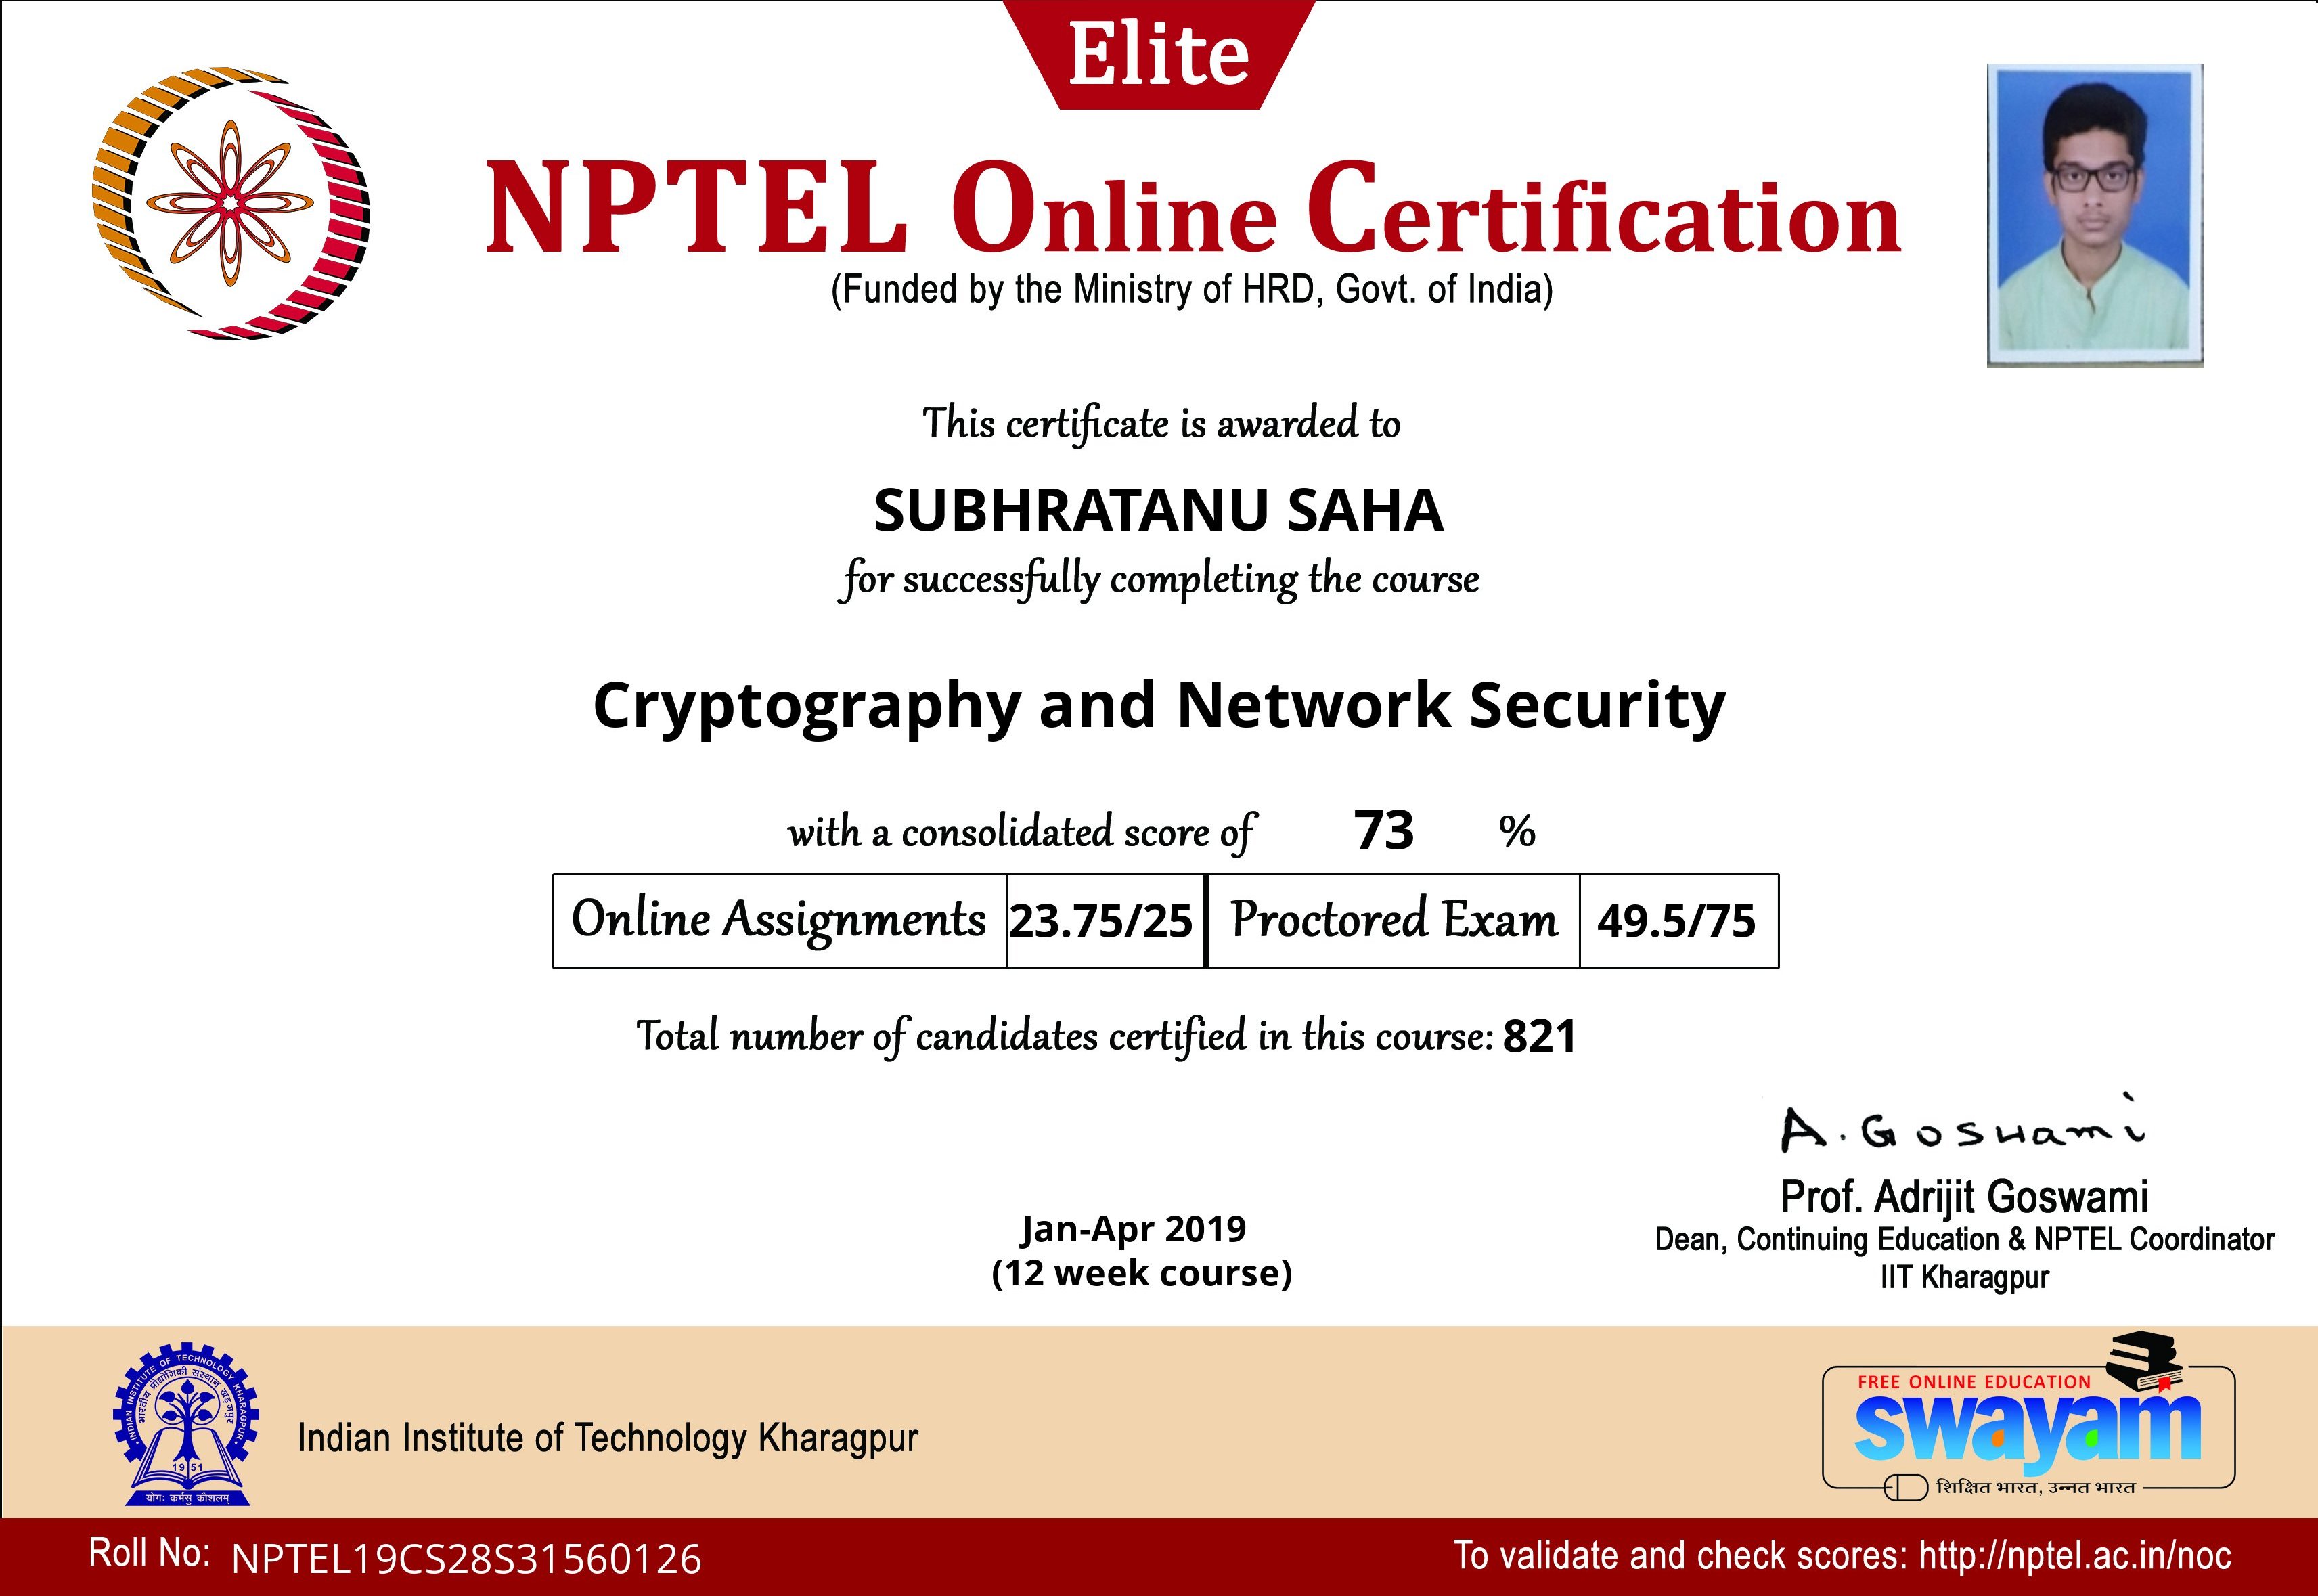 Elite
NPTEL Online Certification
(Funded by the Ministry of HRD, Govt. of India)
This certificate is awarded to
SUBHRATANU SAHA
for successfully completing the course
Cryptography and Network Security
with a consolidated score of 73 %
Online Assignments 23.75/25 Proctored Exam 49.5/75
Total number of candidates certified in this course: 821
A. Goswami
Prof. Adrijit Goswami
Dean, Continuing Education & NPTEL Coordinator
IIT Kharagpur
Jan-Apr 2019
(12 week course)
INDIAN INSTITUTE OF TECHNOLOGY KHARAGPUR
भारतीय प्रौद्योगिकी संस्थान खड़गपुर
1951
योगः कर्मसु कौशलम्
Indian Institute of Technology Kharagpur
FREE ONLINE EDUCATION
swayam
शिक्षित भारत, उन्नत भारत
Roll No: NPTEL19CS28S31560126
To validate and check scores: http://nptel.ac.in/noc